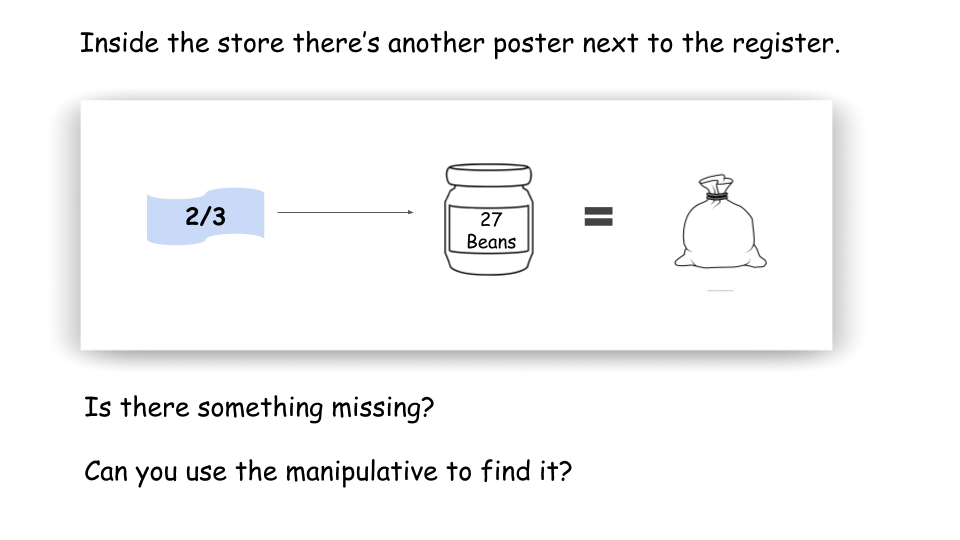 Inside the store there's another poster next to the register.
2/3
27
Beans
=
Is there something missing?
Can you use the manipulative to find it?